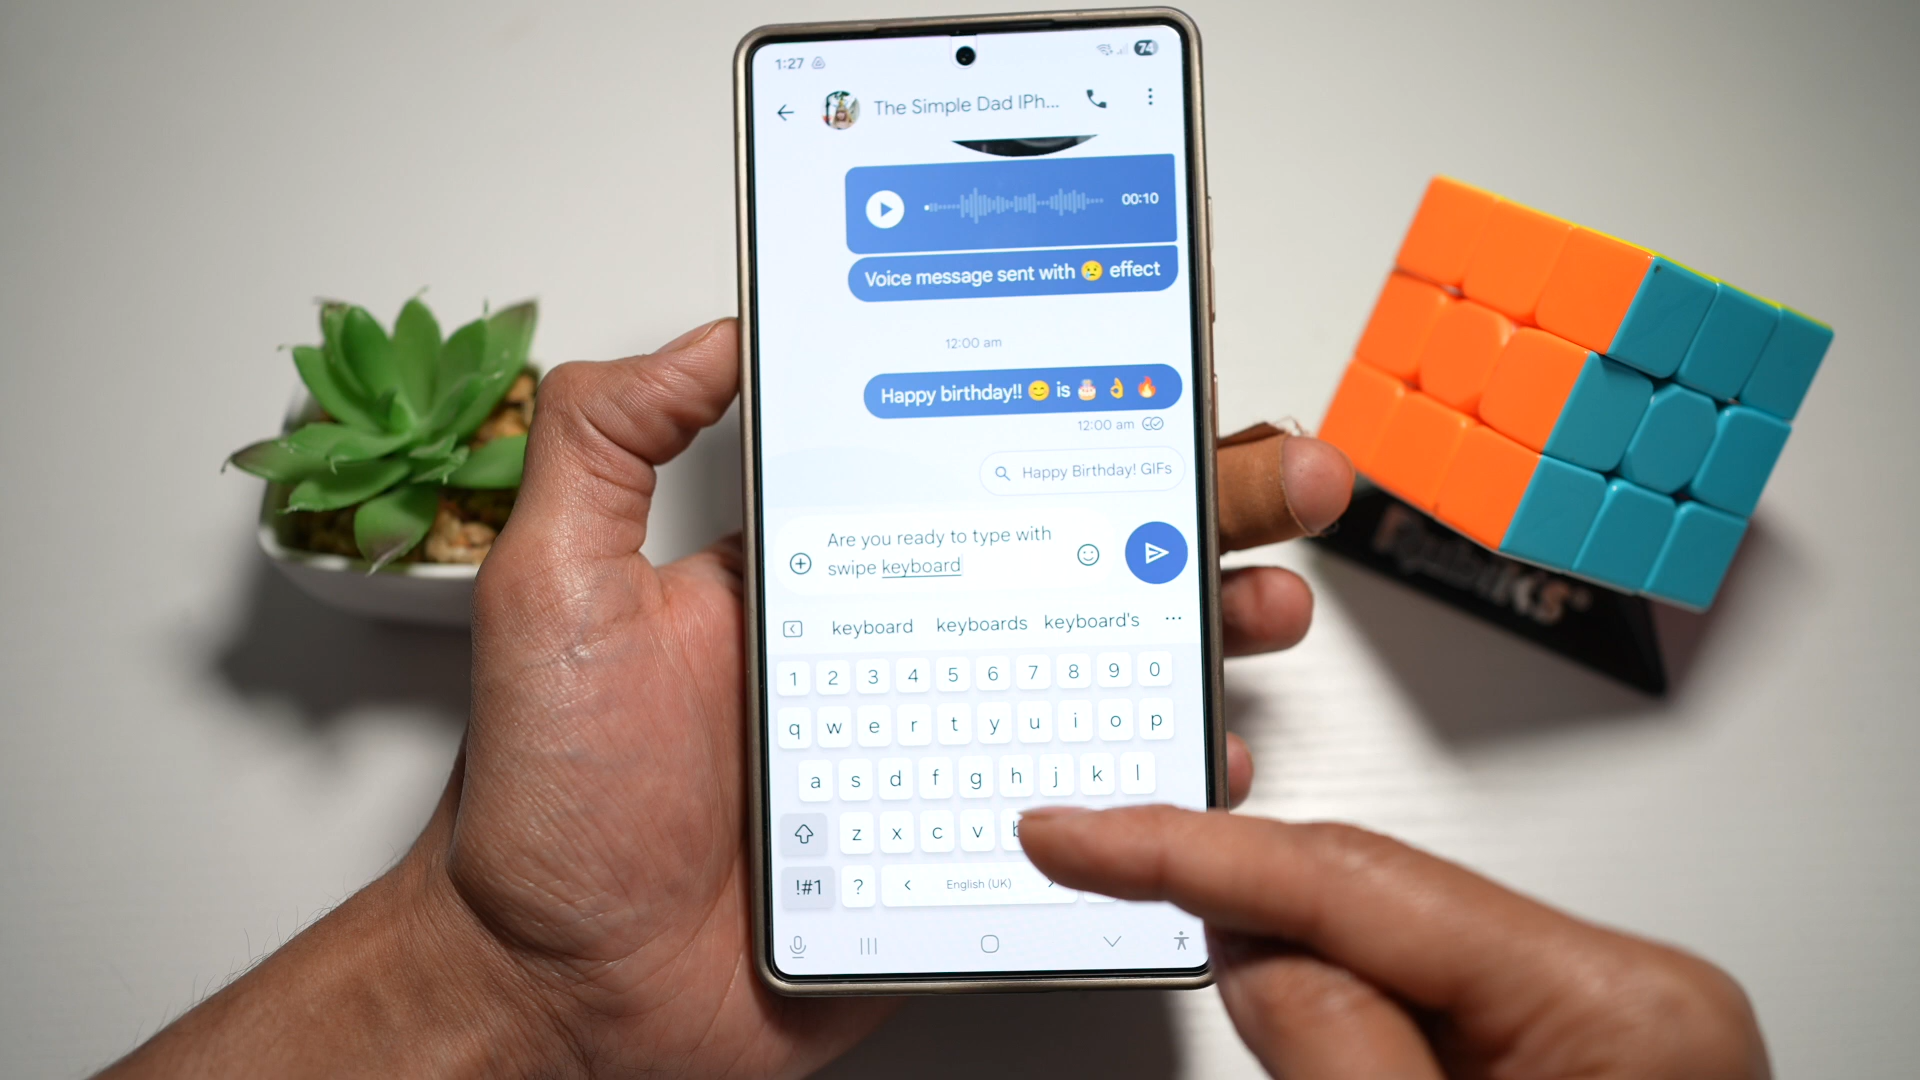 1:27
74
The Simple Dad IPh...
00:10
Voice message sent with 😢 effect
12:00 am
Happy birthday!! 😊 is 🎂 👌 🔥
12:00 am
Happy Birthday! GIFs
Are you ready to type with
swipe keyboard
keyboard keyboards keyboard's ...
1 2 3 4 5 6 7 8 9 0
q w e r t y u i o p
a s d f g h j k l
z x c v b
!#1 ? < English (UK) >